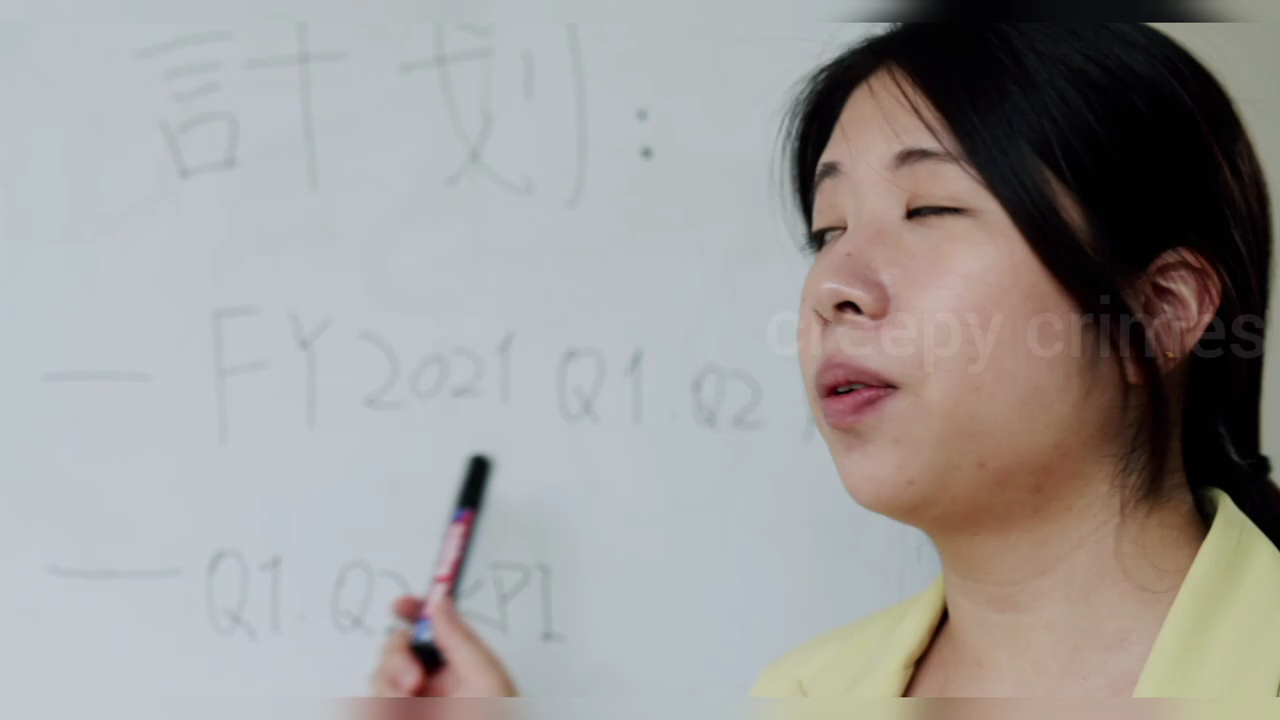 計划:
creepy crimes
— FY2021 Q1.Q2
— Q1.Q2 KPI